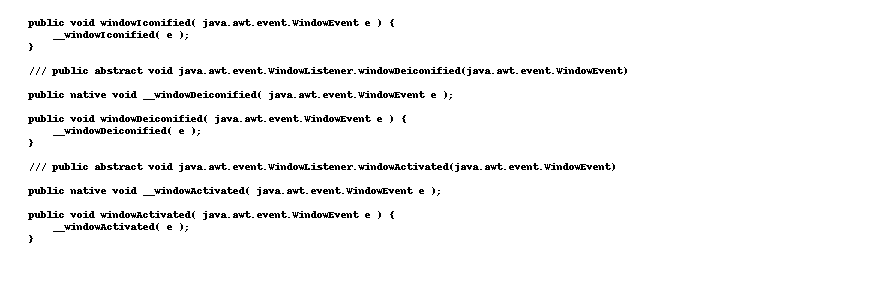 public void windowIconified( java.awt.event.WindowEvent e ) {
    __windowIconified( e );
}
/// public abstract void java.awt.event.WindowListener.windowDeiconified(java.awt.event.WindowEvent)
public native void __windowDeiconified( java.awt.event.WindowEvent e );
public void windowDeiconified( java.awt.event.WindowEvent e ) {
    __windowDeiconified( e );
}
/// public abstract void java.awt.event.WindowListener.windowActivated(java.awt.event.WindowEvent)
public native void __windowActivated( java.awt.event.WindowEvent e );
public void windowActivated( java.awt.event.WindowEvent e ) {
    __windowActivated( e );
}